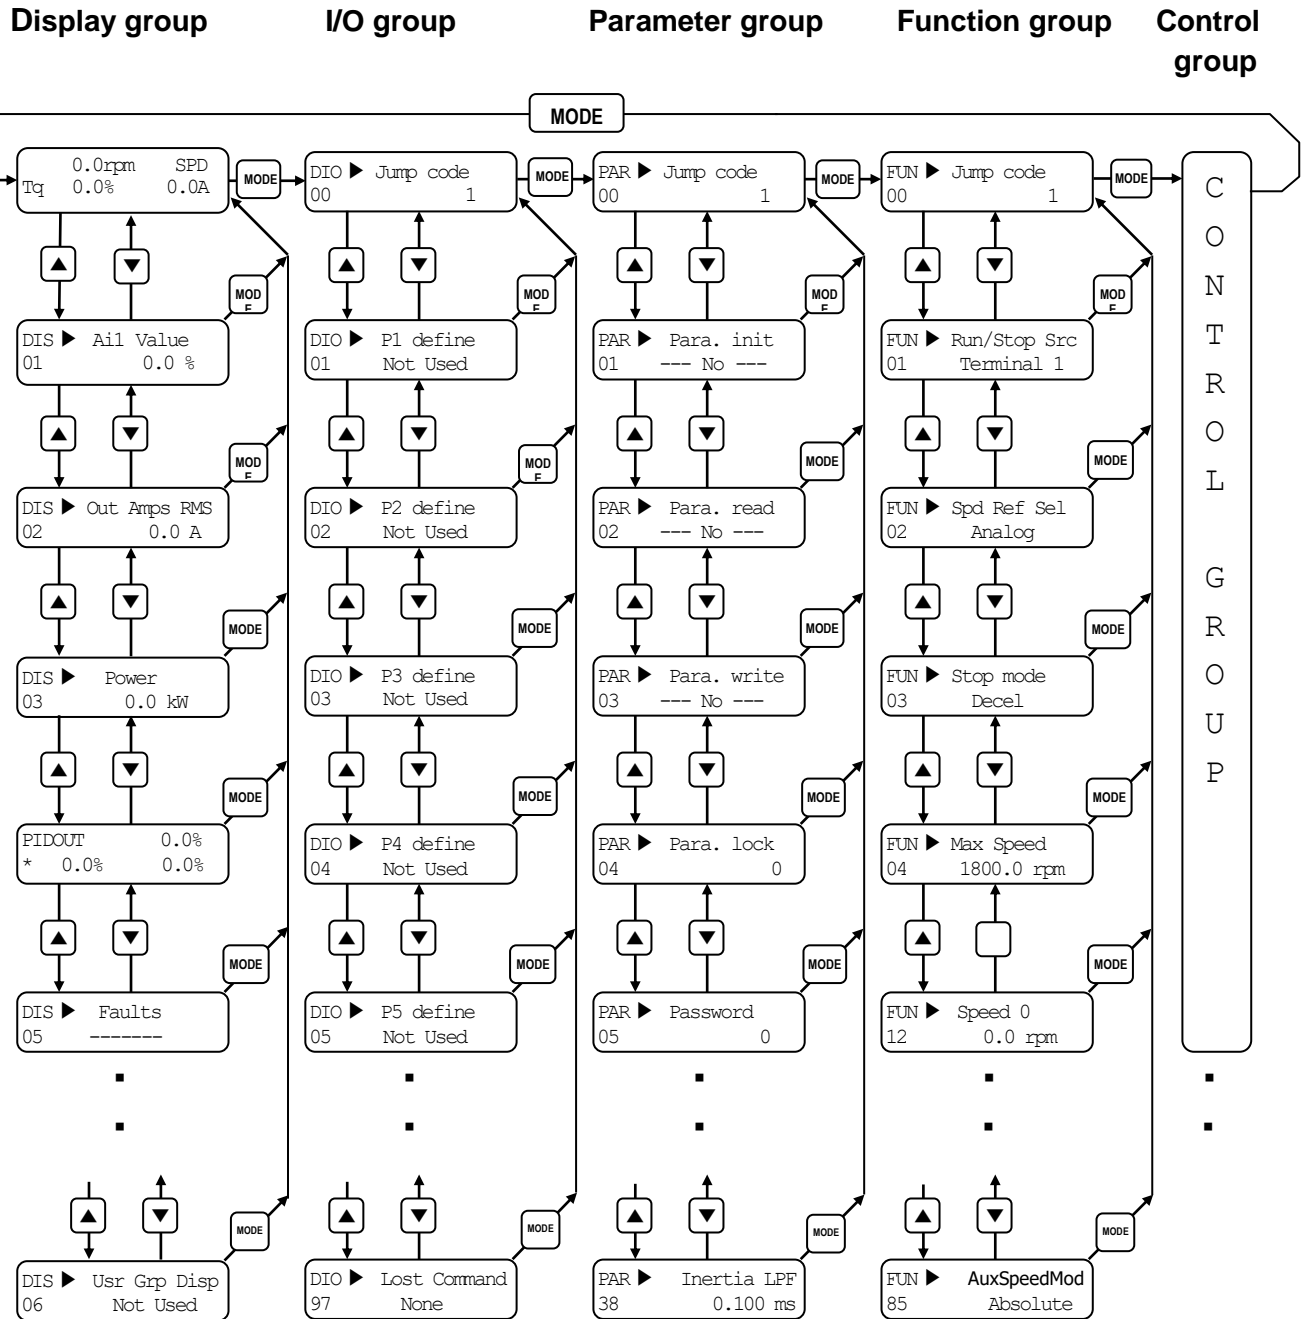 Display group
I/O group
Parameter group
Function group
Control
group
MODE
0.0rpm SPD
Tq 0.0% 0.0A
MODE
DIO ▶ Jump code
00 1
MODE
PAR ▶ Jump code
00 1
MODE
FUN ▶ Jump code
00 1
MODE
C
O
N
T
R
O
L
G
R
O
U
P
▲
▼
MOD
E
▲
▼
MOD
E
▲
▼
MOD
E
▲
▼
MOD
E
DIS ▶ Ai1 Value
01 0.0 %
DIO ▶ P1 define
01 Not Used
PAR ▶ Para. init
01 --- No ---
FUN ▶ Run/Stop Src
01 Terminal 1
▲
▼
MOD
E
▲
▼
MOD
E
▲
▼
MODE
▲
▼
MODE
DIS ▶ Out Amps RMS
02 0.0 A
DIO ▶ P2 define
02 Not Used
PAR ▶ Para. read
02 --- No ---
FUN ▶ Spd Ref Sel
02 Analog
▲
▼
MODE
▲
▼
MODE
▲
▼
MODE
▲
▼
MODE
DIS ▶ Power
03 0.0 kW
DIO ▶ P3 define
03 Not Used
PAR ▶ Para. write
03 --- No ---
FUN ▶ Stop mode
03 Decel
▲
▼
MODE
▲
▼
MODE
▲
▼
MODE
▲
▼
MODE
PIDOUT 0.0%
* 0.0% 0.0%
DIO ▶ P4 define
04 Not Used
PAR ▶ Para. lock
04 0
FUN ▶ Max Speed
04 1800.0 rpm
▲
▼
MODE
▲
▼
MODE
▲
▼
MODE
▲
MODE
DIS ▶ Faults
05 -------
DIO ▶ P5 define
05 Not Used
PAR ▶ Password
05 0
FUN ▶ Speed 0
12 0.0 rpm
▲
▼
MODE
▲
▼
MODE
▲
▼
MODE
▲
▼
MODE
DIS ▶ Usr Grp Disp
06 Not Used
DIO ▶ Lost Command
97 None
PAR ▶ Inertia LPF
38 0.100 ms
FUN ▶ AuxSpeedMod
85 Absolute